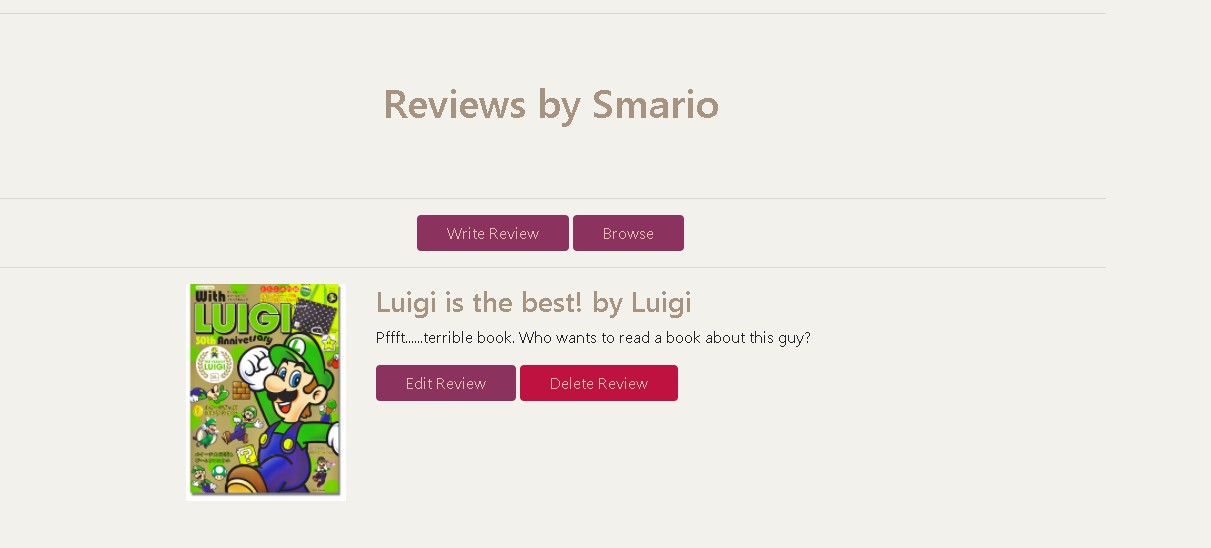 Reviews by Smario
Write Review
Browse
With
LUIGI
30th Anniversary
Luigi is the best! by Luigi
Pffft......terrible book. Who wants to read a book about this guy?
Edit Review
Delete Review